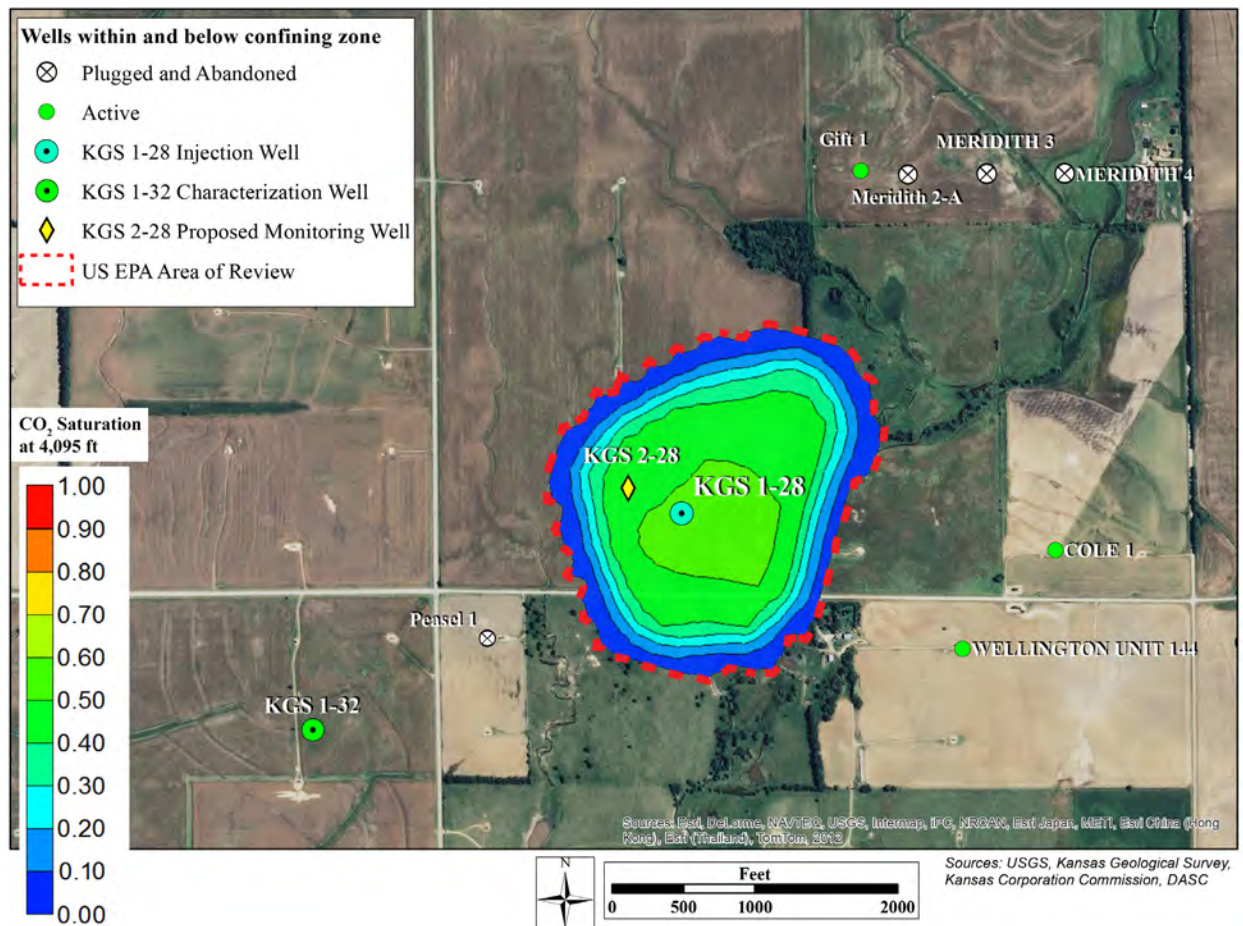 Wells within and below confining zone
Plugged and Abandoned
Active
KGS 1-28 Injection Well
KGS 1-32 Characterization Well
KGS 2-28 Proposed Monitoring Well
US EPA Area of Review
Gift 1
MERIDITH 3
Meridith 2-A
MERIDITH 4
CO₂ Saturation
at 4,095 ft
1.00
0.90
0.80
0.70
0.60
0.50
0.40
0.30
0.20
0.10
0.00
KGS 2-28
KGS 1-28
COLE 1
Peasel 1
WELLINGTON UNIT 144
KGS 1-32
Sources: Esri, DeLorme, NAVTEQ, USGS, Intermap, iPC, NRCAN, Esri Japan, METI, Esri China (Hong
Kong), Esri (Thailand), TomTom, 2012
N
Feet
0 500 1000 2000
Sources: USGS, Kansas Geological Survey,
Kansas Corporation Commission, DASC